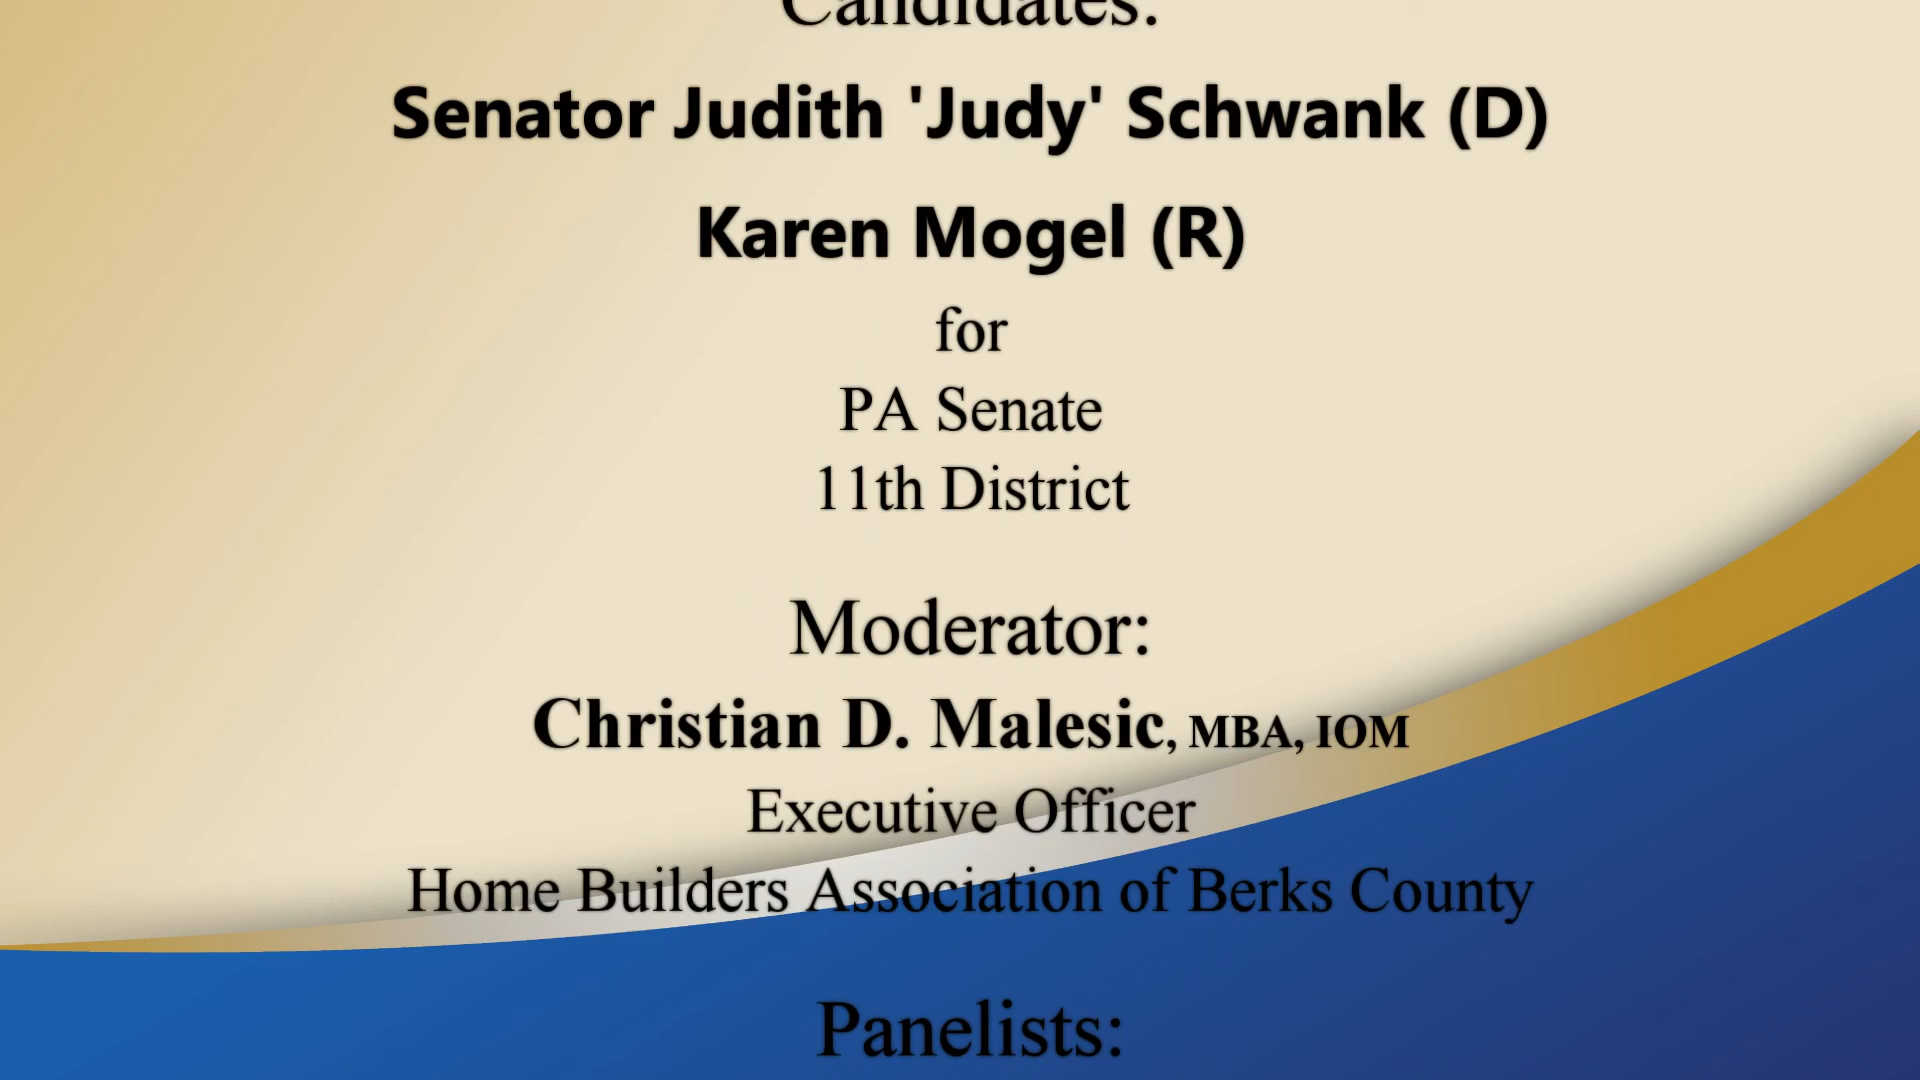 Candidates:
Senator Judith 'Judy' Schwank (D)
Karen Mogel (R)
for
PA Senate
11th District
Moderator:
Christian D. Malesic, MBA, IOM
Executive Officer
Home Builders Association of Berks County
Panelists: